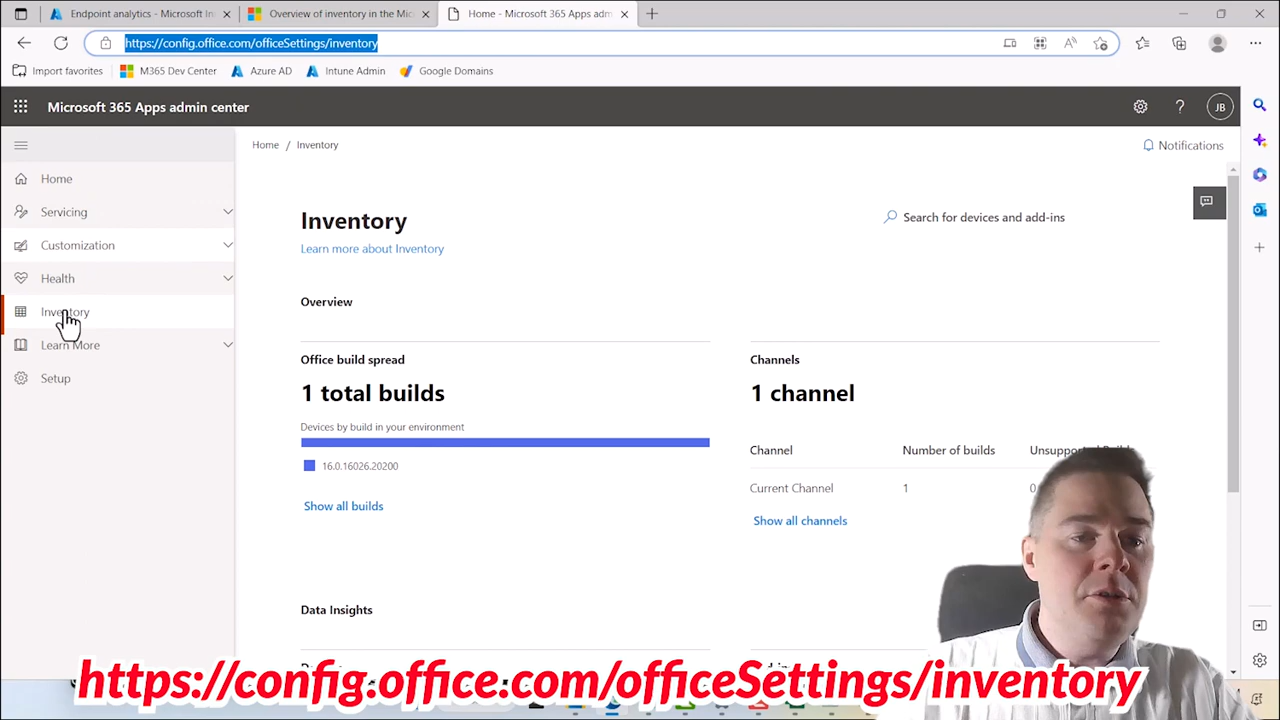 Endpoint analytics - Microsoft In
Overview of inventory in the Mic
Home - Microsoft 365 Apps adm
https://config.office.com/officeSettings/inventory
Import favorites
M365 Dev Center
Azure AD
Intune Admin
Google Domains
Microsoft 365 Apps admin center
JB
Home / Inventory
Notifications
Home
Servicing
Customization
Health
Inventory
Learn More
Setup
Inventory
Search for devices and add-ins
Learn more about Inventory
Overview
Office build spread
1 total builds
Devices by build in your environment
16.0.16026.20200
Show all builds
Channels
1 channel
Channel Number of builds
Current Channel 1 0
Show all channels
Data Insights
https://config.office.com/officeSettings/inventory